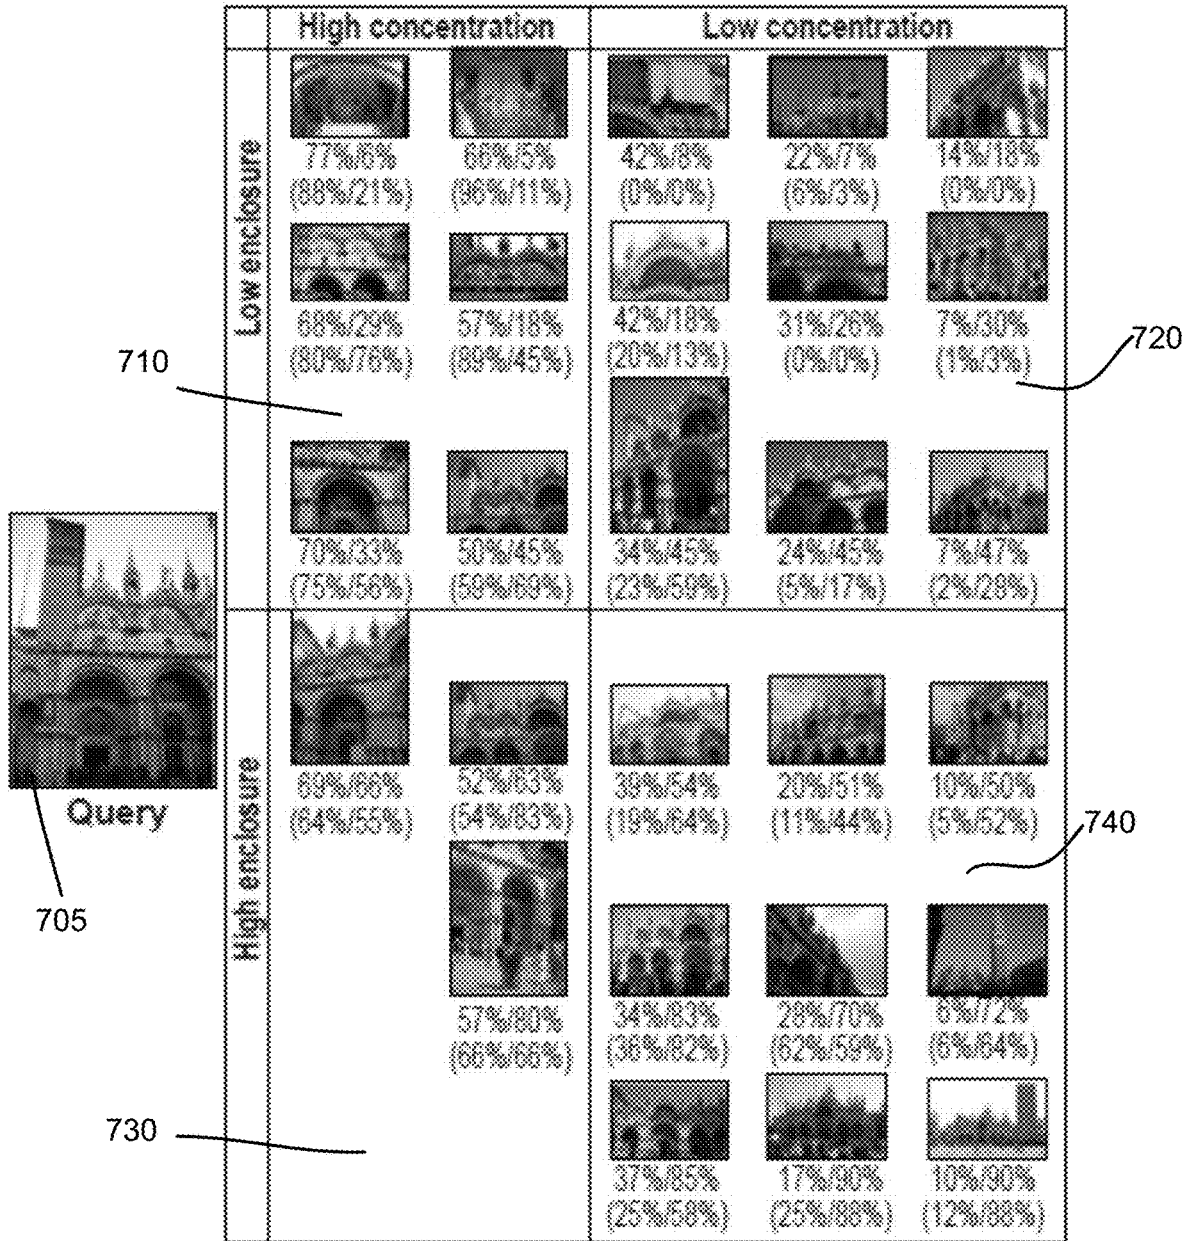 High concentration Low concentration
Low enclosure
77%/6% 66%/5% 42%/8% 22%/7% 14%/18%
(88%/21%) (96%/11%) (0%/0%) (6%/3%) (0%/0%)
68%/29% 57%/18% 42%/18% 31%/26% 7%/30%
(80%/76%) (89%/45%) (20%/13%) (0%/0%) (1%/3%)
710
720
70%/33% 50%/45% 34%/45% 24%/45% 7%/47%
(75%/56%) (59%/69%) (23%/59%) (5%/17%) (2%/28%)
Query
705
High enclosure
69%/66% 52%/63% 39%/54% 20%/51% 10%/50%
(64%/55%) (54%/83%) (19%/64%) (11%/44%) (5%/52%)
740
57%/80% 34%/83% 28%/70% 6%/72%
(66%/66%) (36%/82%) (62%/59%) (6%/64%)
730
37%/85% 17%/90% 10%/90%
(25%/58%) (25%/88%) (12%/88%)